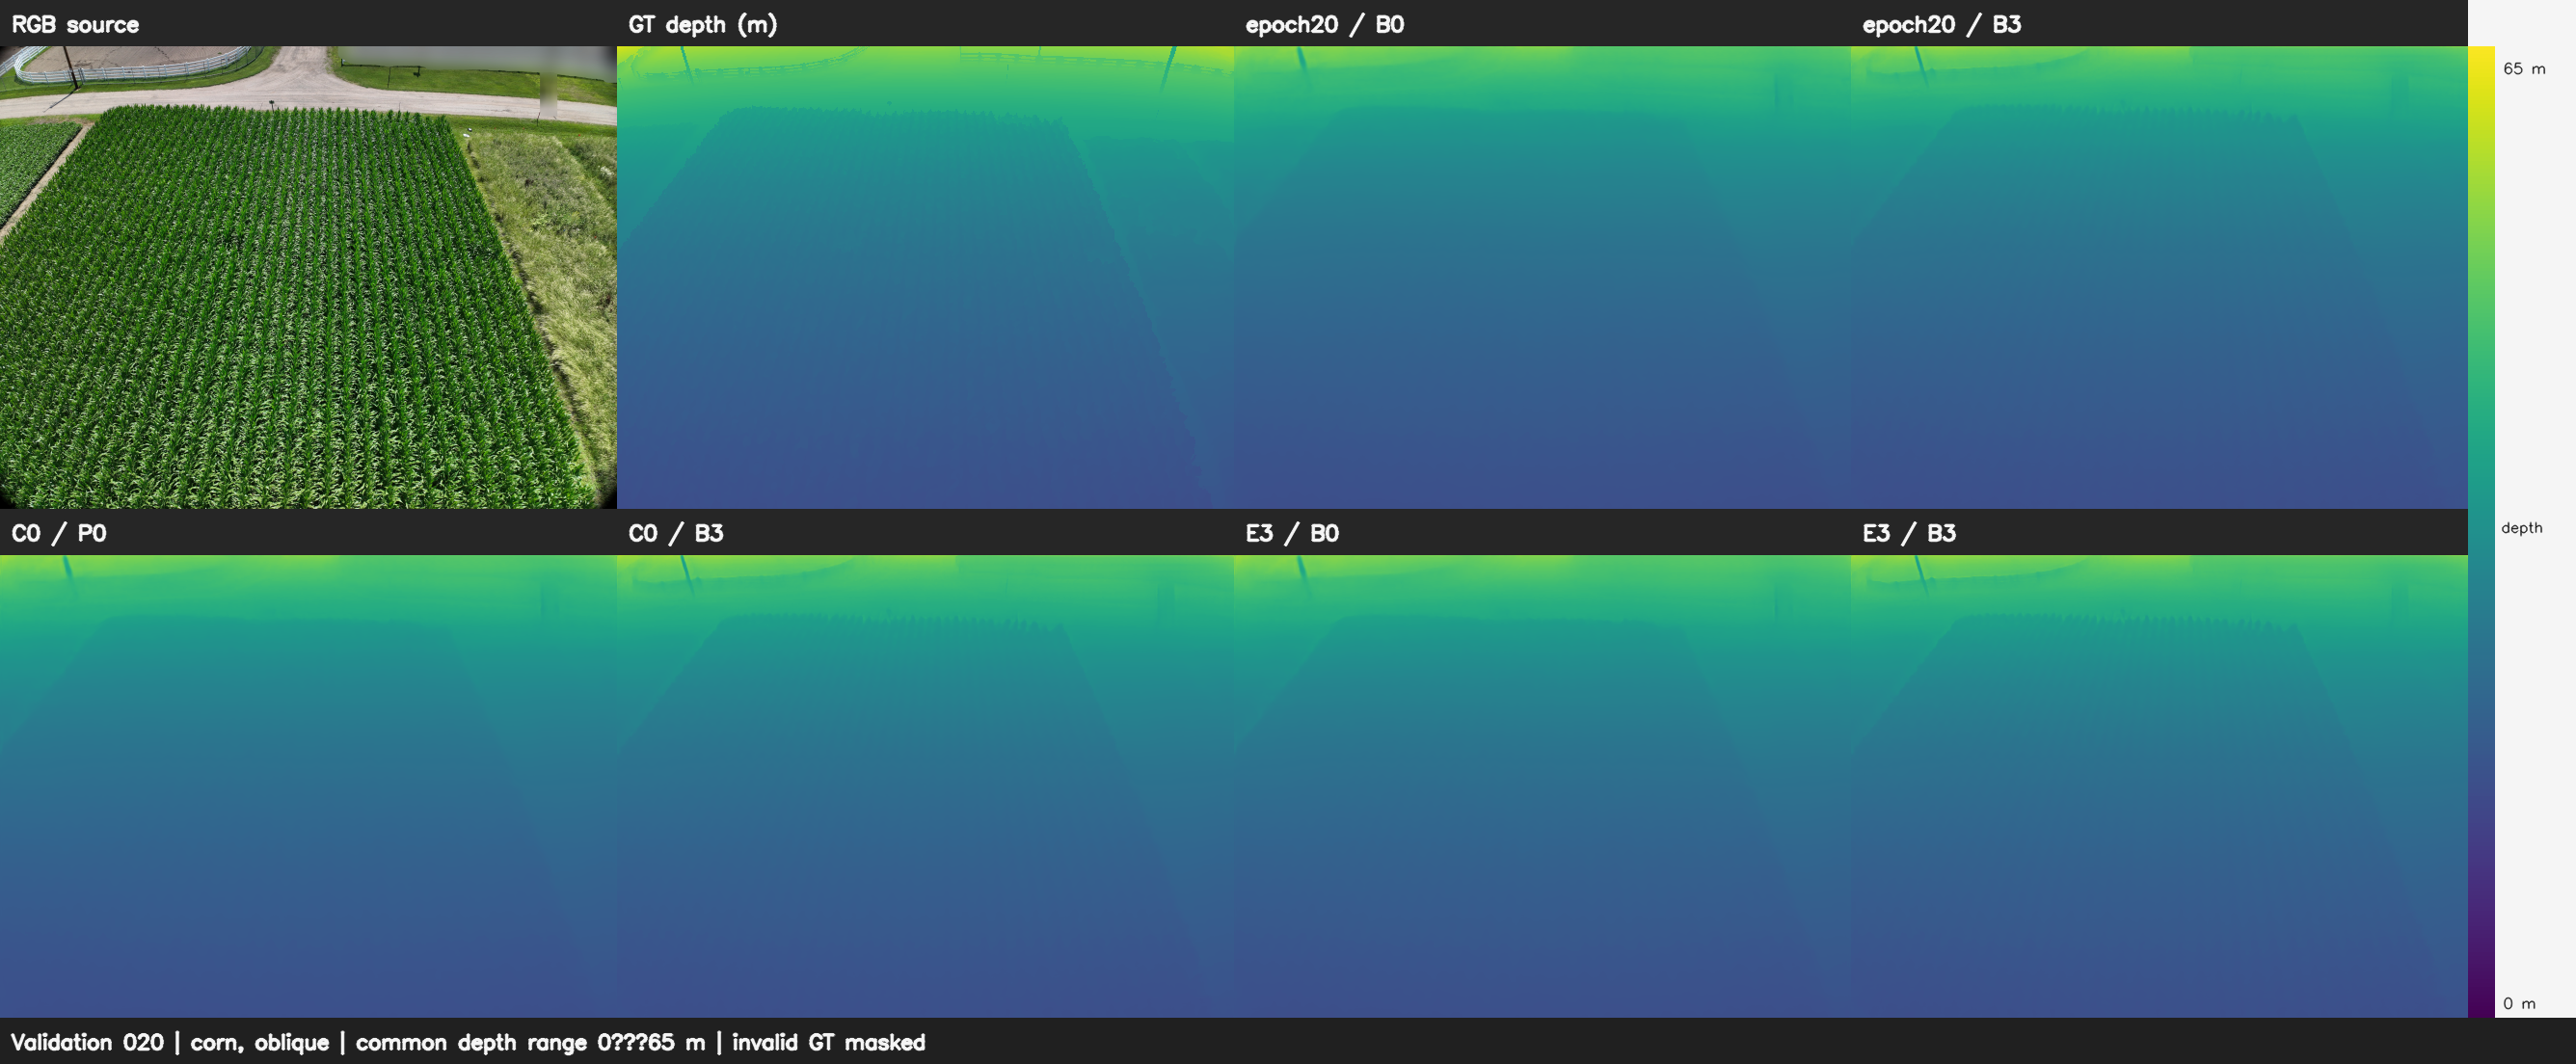 RGB source
GT depth (m)
epoch20 / B0
epoch20 / B3
65 m
depth
0 m
C0 / P0
C0 / B3
E3 / B0
E3 / B3
Validation 020 | corn, oblique | common depth range 0???65 m | invalid GT masked